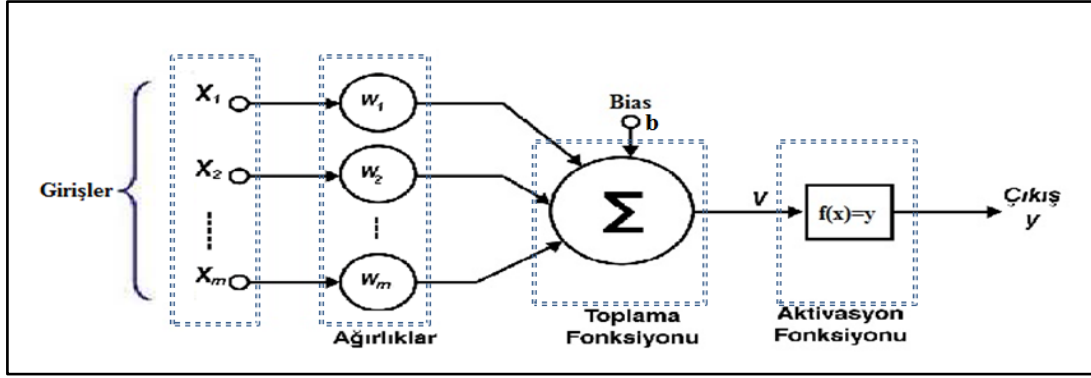 Girişler
X1
X2
Xm
W1
W2
Wm
Ağırlıklar
Bias
b
Σ
Toplama
Fonksiyonu
V
f(x)=y
Aktivasyon
Fonksiyonu
Çıkış
y